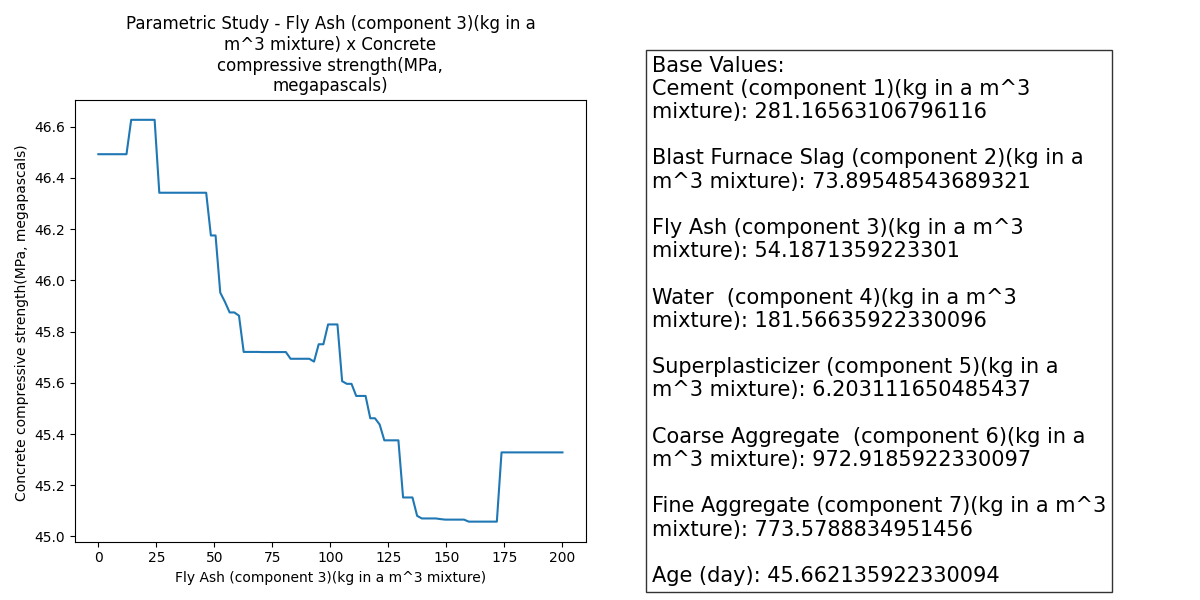 Parametric Study - Fly Ash (component 3)(kg in a
m^3 mixture) x Concrete
compressive strength(MPa,
megapascals)
46.6
46.4
46.2
46.0
45.8
45.6
45.4
45.2
45.0
Concrete compressive strength(MPa, megapascals)
0 25 50 75 100 125 150 175 200
Fly Ash (component 3)(kg in a m^3 mixture)
Base Values:
Cement (component 1)(kg in a m^3
mixture): 281.16563106796116
Blast Furnace Slag (component 2)(kg in a
m^3 mixture): 73.89548543689321
Fly Ash (component 3)(kg in a m^3
mixture): 54.1871359223301
Water  (component 4)(kg in a m^3
mixture): 181.56635922330096
Superplasticizer (component 5)(kg in a
m^3 mixture): 6.203111650485437
Coarse Aggregate  (component 6)(kg in a
m^3 mixture): 972.9185922330097
Fine Aggregate (component 7)(kg in a m^3
mixture): 773.5788834951456
Age (day): 45.662135922330094